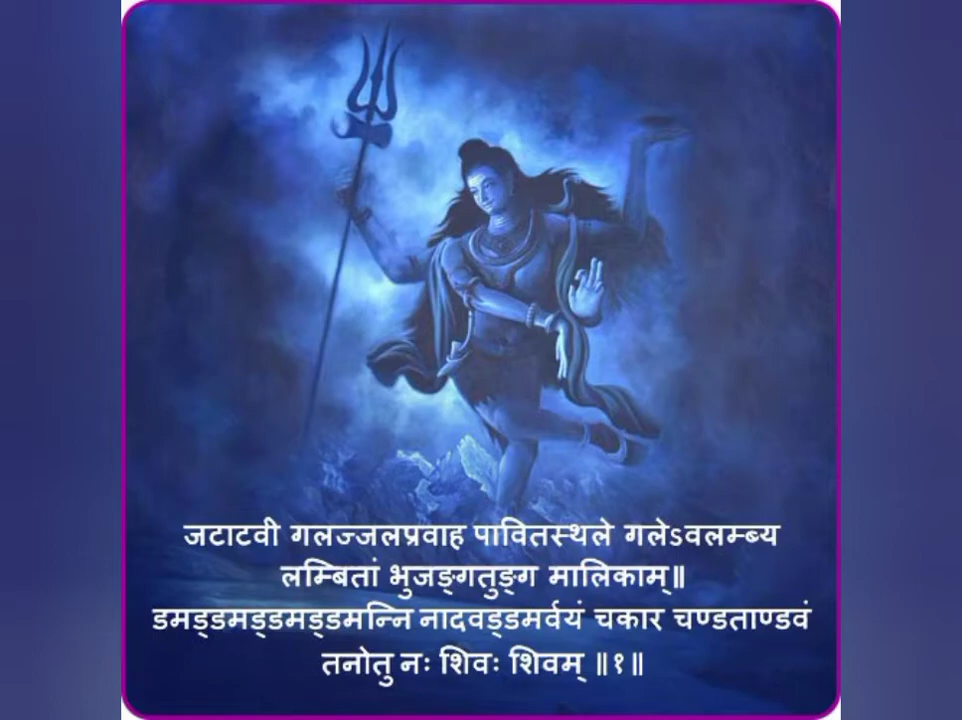 जटाटवी गलज्जलप्रवाह पावितस्थले गलेऽवलम्ब्य
लम्बितां भुजङ्गतुङ्ग मालिकाम्॥
डमड्डमड्डमड्डमन्नि नादवड्डमर्वयं चकार चण्डताण्डवं
तनोतु नः शिवः शिवम् ॥१॥